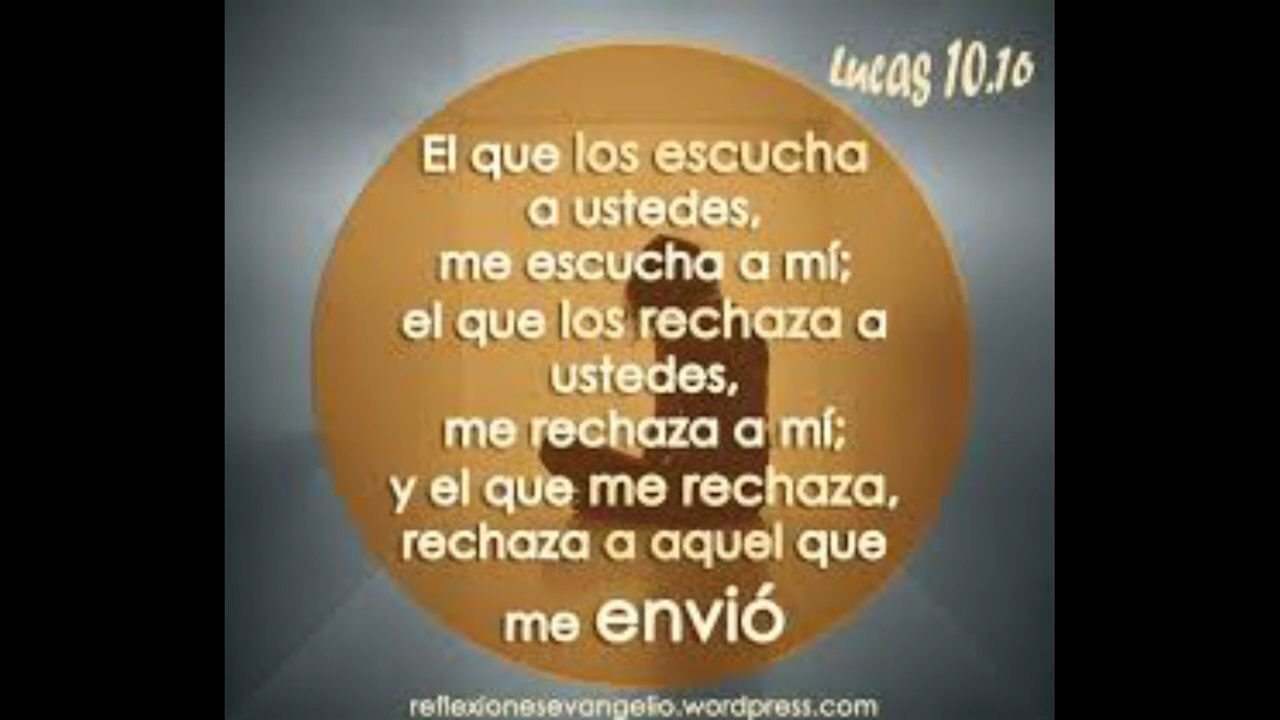 Lucas 10.16
El que los escucha
a ustedes,
me escucha a mí;
el que los rechaza a
ustedes,
me rechaza a mí;
y el que me rechaza,
rechaza a aquel que
me envió
reflexionesevangelio.wordpress.com